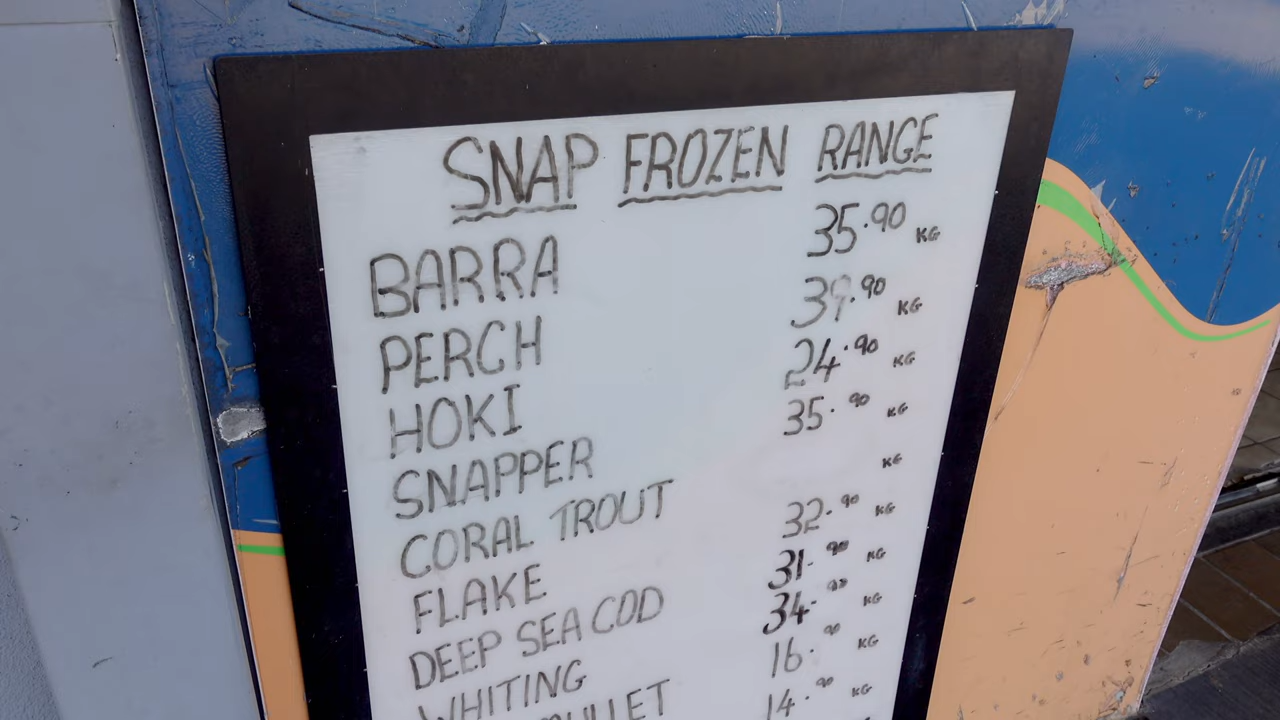 SNAP FROZEN RANGE
BARRA 35.90 KG
PERCH 39.90 KG
HOKI 24.90 KG
SNAPPER 35.90 KG
CORAL TROUT KG
FLAKE 32.90 KG
DEEP SEA COD 31.90 KG
WHITING 34.90 KG
MULLET 16.90 KG
14.90 KG